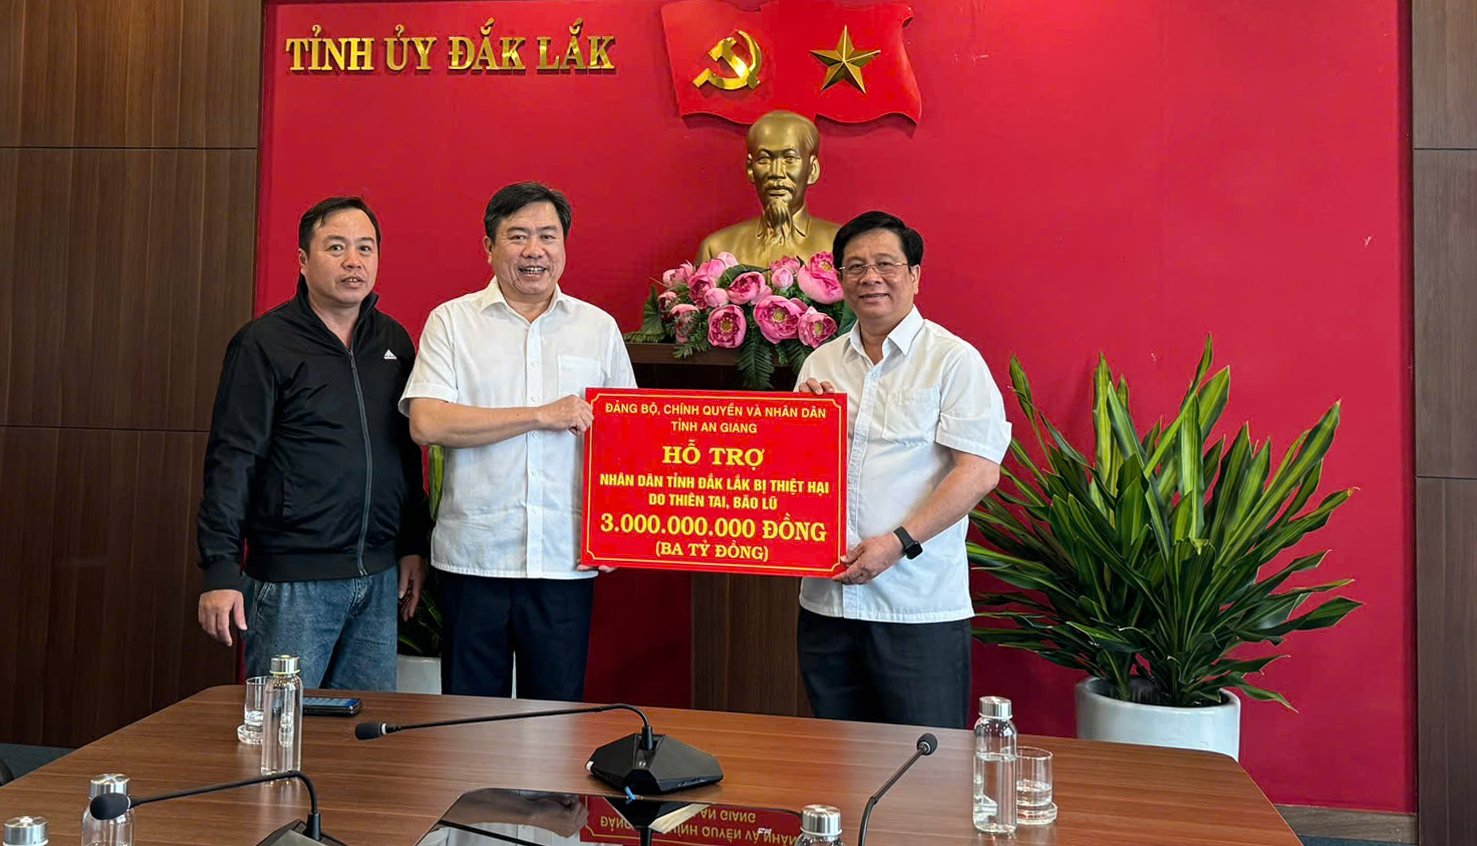 TỈNH ỦY ĐẮK LẮK
ĐẢNG BỘ, CHÍNH QUYỀN VÀ NHÂN DÂN
TỈNH AN GIANG
HỖ TRỢ
NHÂN DÂN TỈNH ĐẮK LẮK BỊ THIỆT HẠI
DO THIÊN TAI, BÃO LŨ
3.000.000.000 ĐỒNG
(BA TỶ ĐỒNG)